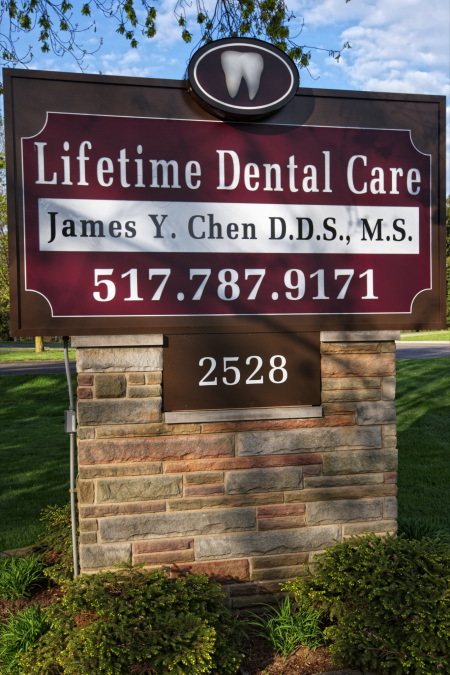 Lifetime Dental Care
James Y. Chen D.D.S., M.S.
517.787.9171
2528